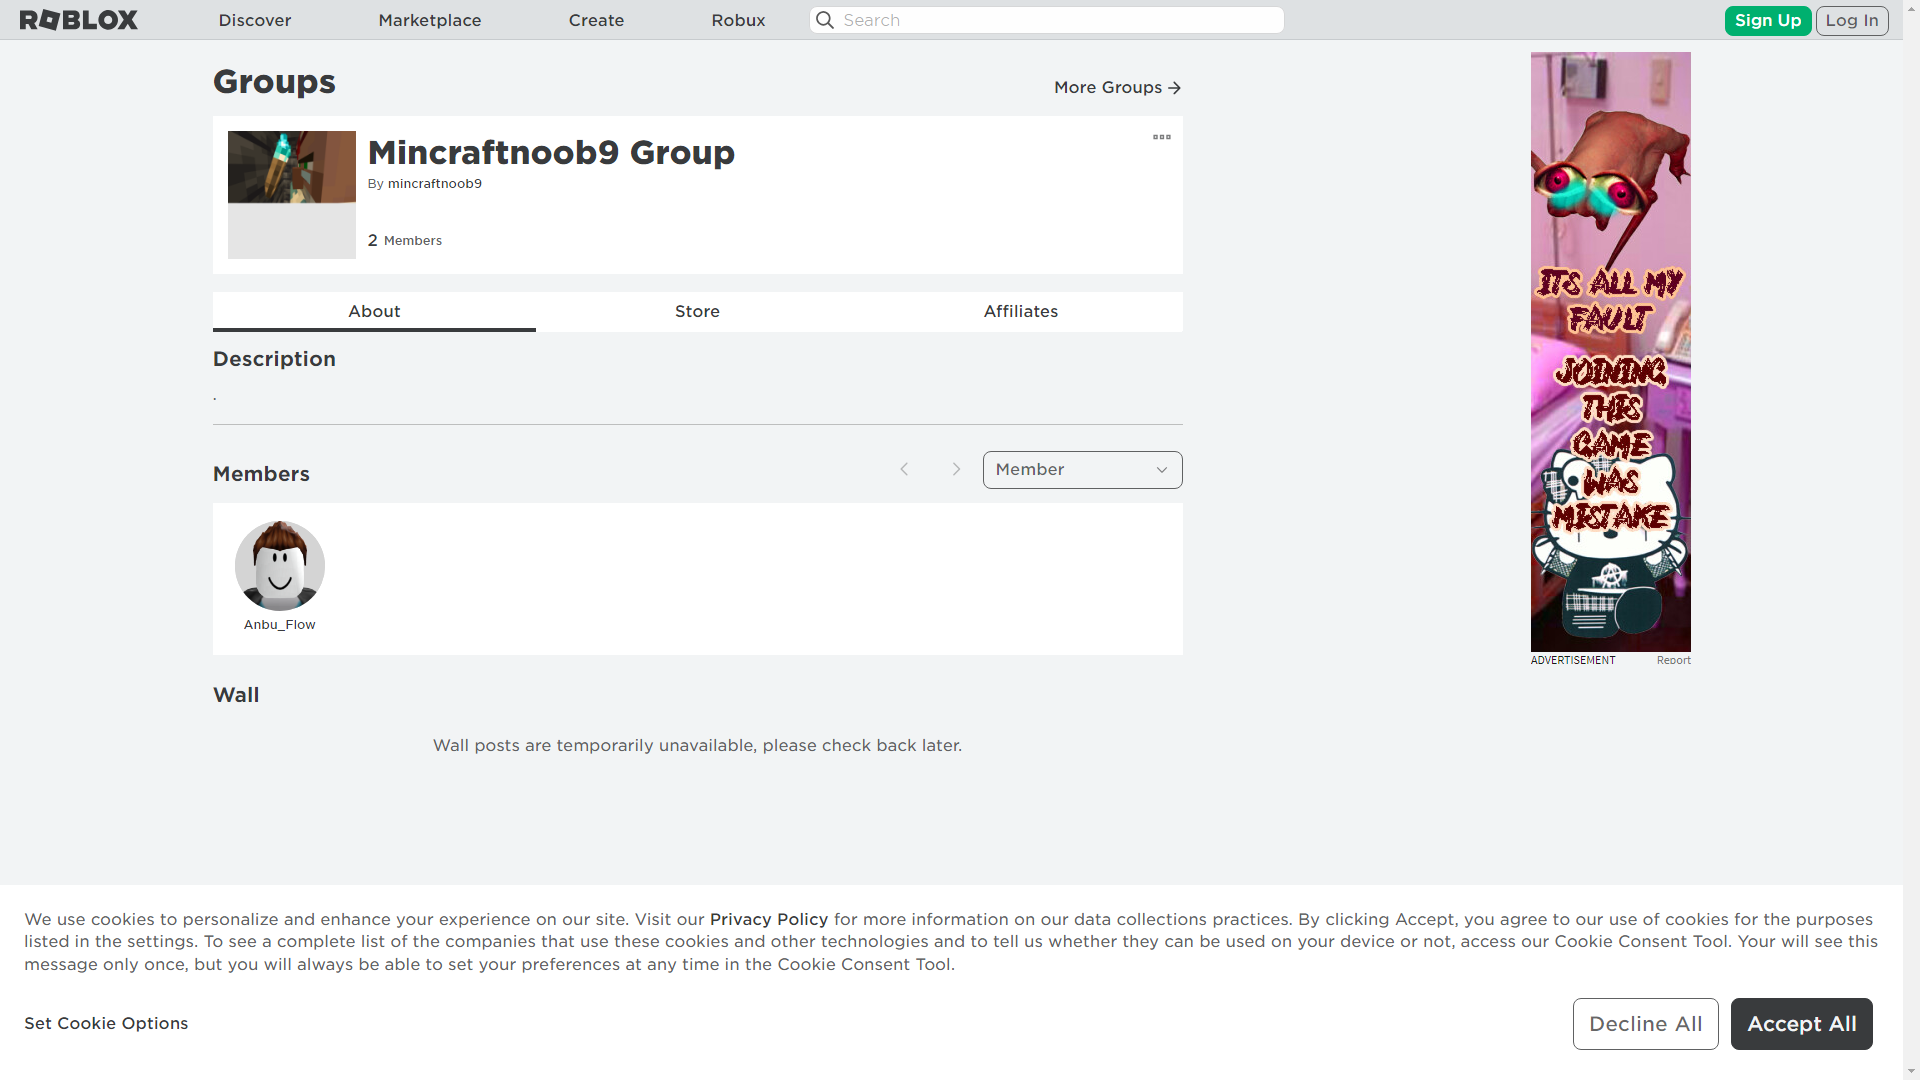 ROBLOX
Discover
Marketplace
Create
Robux
Search
Sign Up
Log In
Groups
More Groups
Mincraftnoob9 Group
By mincraftnoob9
2 Members
About
Store
Affiliates
Description
.
Members
Member
Anbu_Flow
Wall
Wall posts are temporarily unavailable, please check back later.
ITS ALL MY
FAULT
JOINING
THIS
GAME
WAS
MISTAKE
ADVERTISEMENT
Report
We use cookies to personalize and enhance your experience on our site. Visit our Privacy Policy for more information on our data collections practices. By clicking Accept, you agree to our use of cookies for the purposes
listed in the settings. To see a complete list of the companies that use these cookies and other technologies and to tell us whether they can be used on your device or not, access our Cookie Consent Tool. Your will see this
message only once, but you will always be able to set your preferences at any time in the Cookie Consent Tool.
Set Cookie Options
Decline All
Accept All